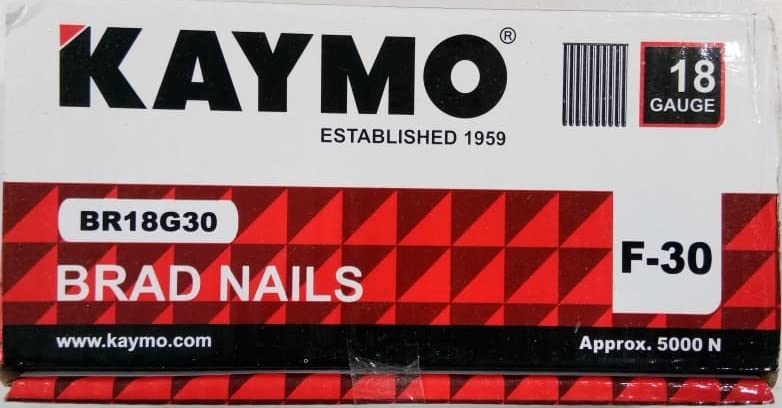 KAYMO®
ESTABLISHED 1959
18
GAUGE
BR18G30
BRAD NAILS
F-30
www.kaymo.com
Approx. 5000 N